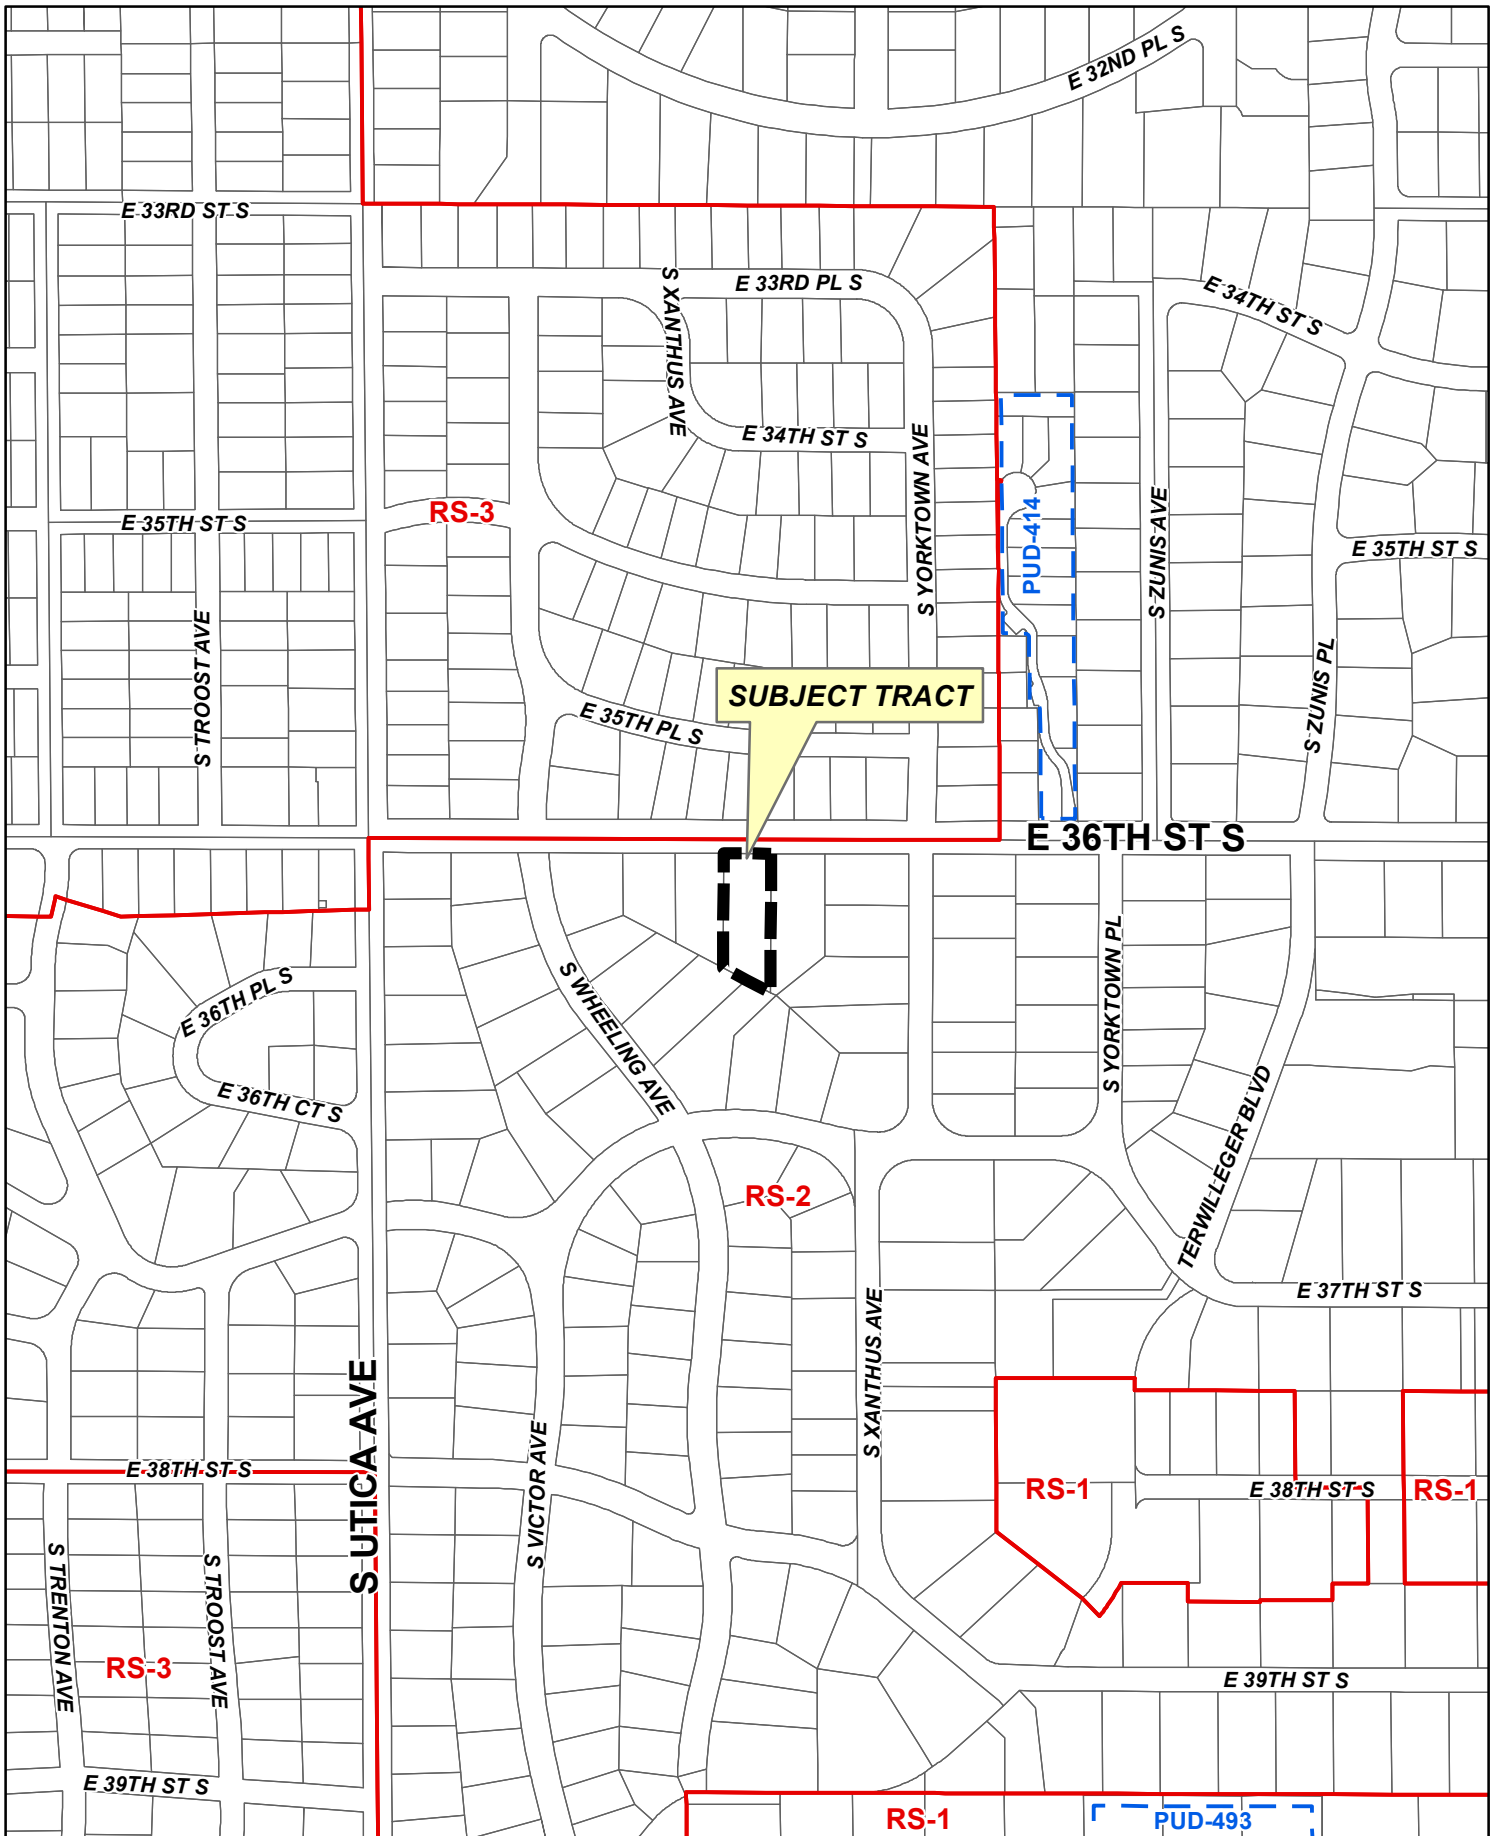 E 32ND PL S
E 33RD ST S
S XANTHUS AVE
E 33RD PL S
E 34TH ST S
E 34TH ST S
S YORKTOWN AVE
RS-3
E 35TH ST S
PUD-414
S ZUNIS AVE
E 35TH ST S
S TROOST AVE
S ZUNIS PL
SUBJECT TRACT
E 35TH PL S
E 36TH ST S
S WHEELING AVE
S YORKTOWN PL
E 36TH PL S
E 36TH CT S
TERWILLEGER BLVD
RS-2
E 37TH ST S
S XANTHUS AVE
S UTICA AVE
S VICTOR AVE
E 38TH ST S
RS-1
E 38TH ST S
RS-1
S TRENTON AVE
S TROOST AVE
RS-3
E 39TH ST S
E 39TH ST S
RS-1
PUD-493